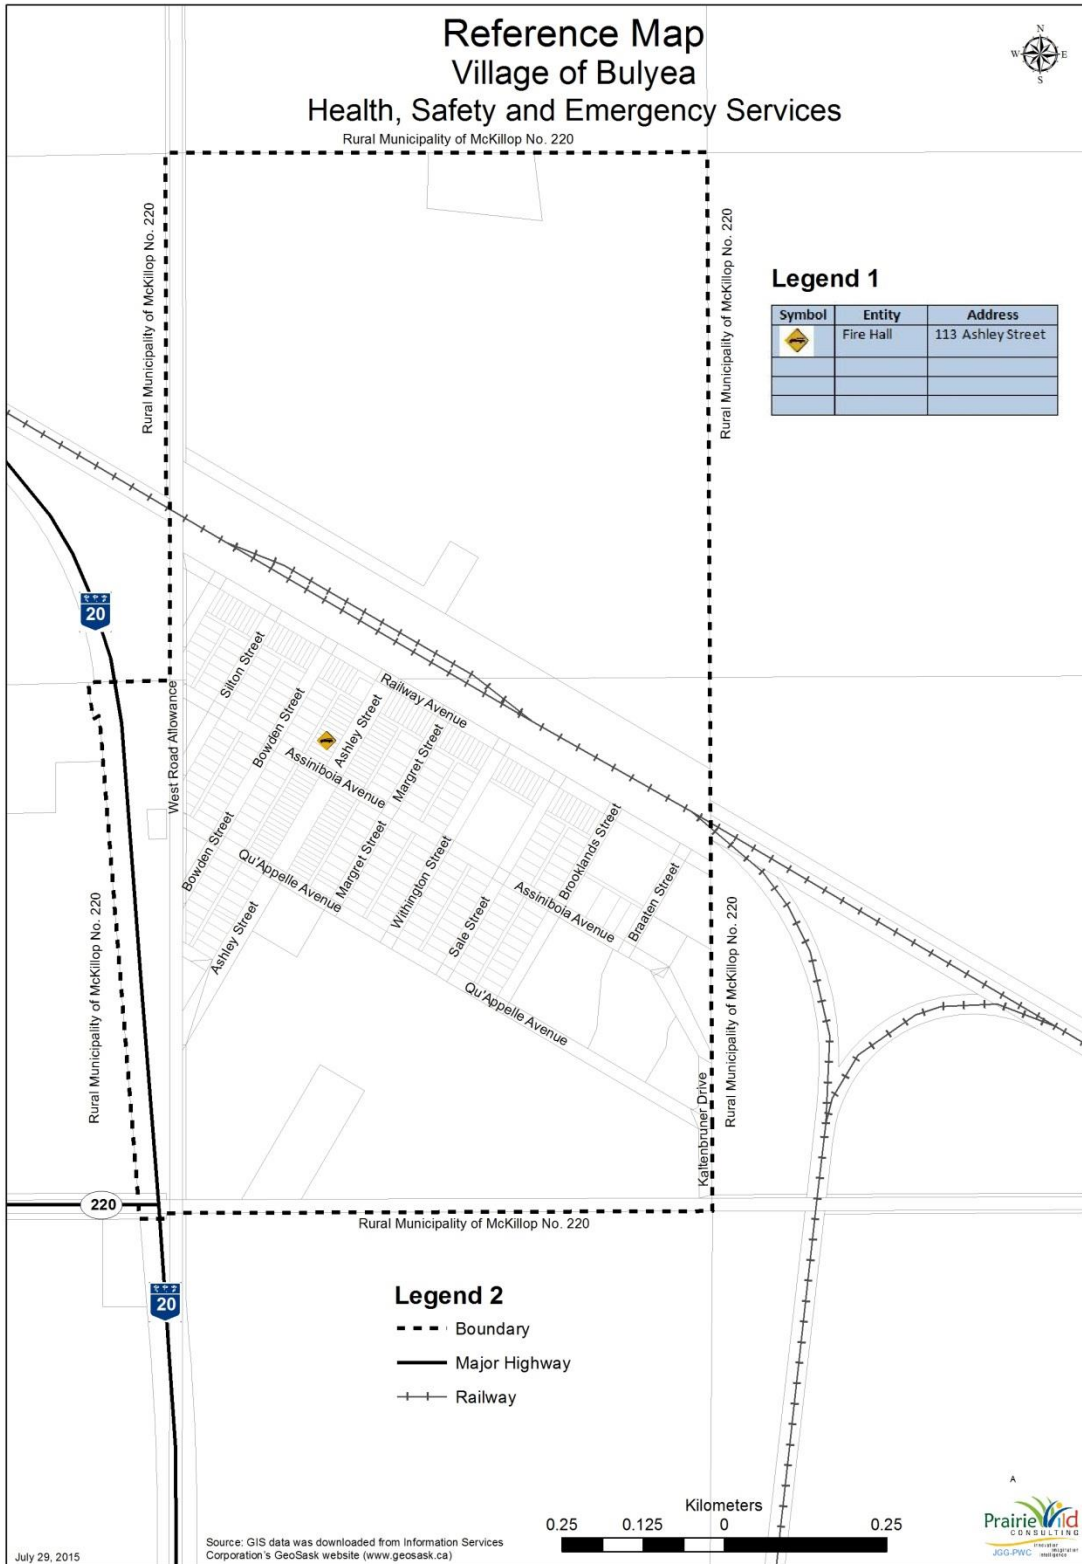 Reference Map
Village of Bulyea
Health, Safety and Emergency Services
N
W
E
S
Rural Municipality of McKillop No. 220
Rural Municipality of McKillop No. 220
Rural Municipality of McKillop No. 220
Legend 1
Symbol Entity Address
Fire Hall 113 Ashley Street
20
West Road Allowance
Silton Street
Railway Avenue
Bowden Street
Ashley Street
Margret Street
Assiniboia Avenue
Bowden Street
Qu'Appelle Avenue
Margret Street
Withington Street
Brooklands Street
Assiniboia Avenue
Braaten Street
Ashley Street
Sale Street
Qu'Appelle Avenue
Rural Municipality of McKillop No. 220
Rural Municipality of McKillop No. 220
Kaltenbruner Drive
220
Rural Municipality of McKillop No. 220
20
Legend 2
Boundary
Major Highway
Railway
Kilometers
0.25 0.125 0 0.25
A
PrairieWild
CONSULTING
JGG-PWC
July 29, 2015
Source: GIS data was downloaded from Information Services
Corporation's GeoSask website (www.geosask.ca)